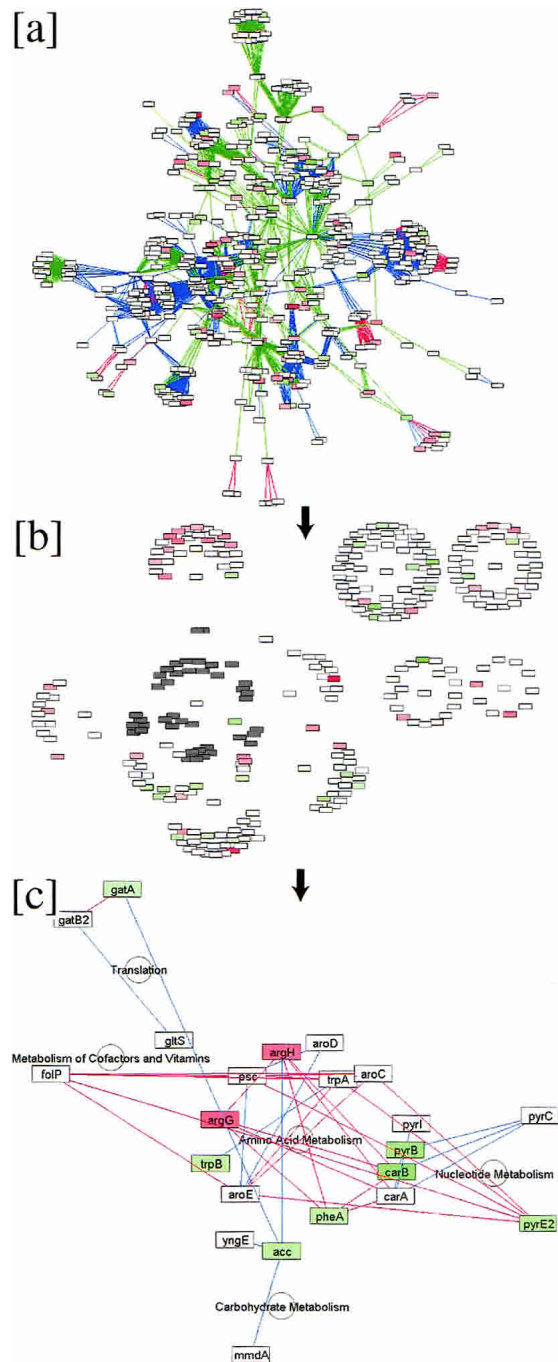 [a]
[b]
[c]
gatA
gatB2
Translation
gltS
aroD
argH
Metabolism of Cofactors and Vitamins
folP
psc
trpA
aroC
argG
pyrI
pyrC
Amino Acid Metabolism
pyrB
trpB
carB
Nucleotide Metabolism
aroE
carA
pheA
pyrE2
yngE
acc
Carbohydrate Metabolism
mmdA